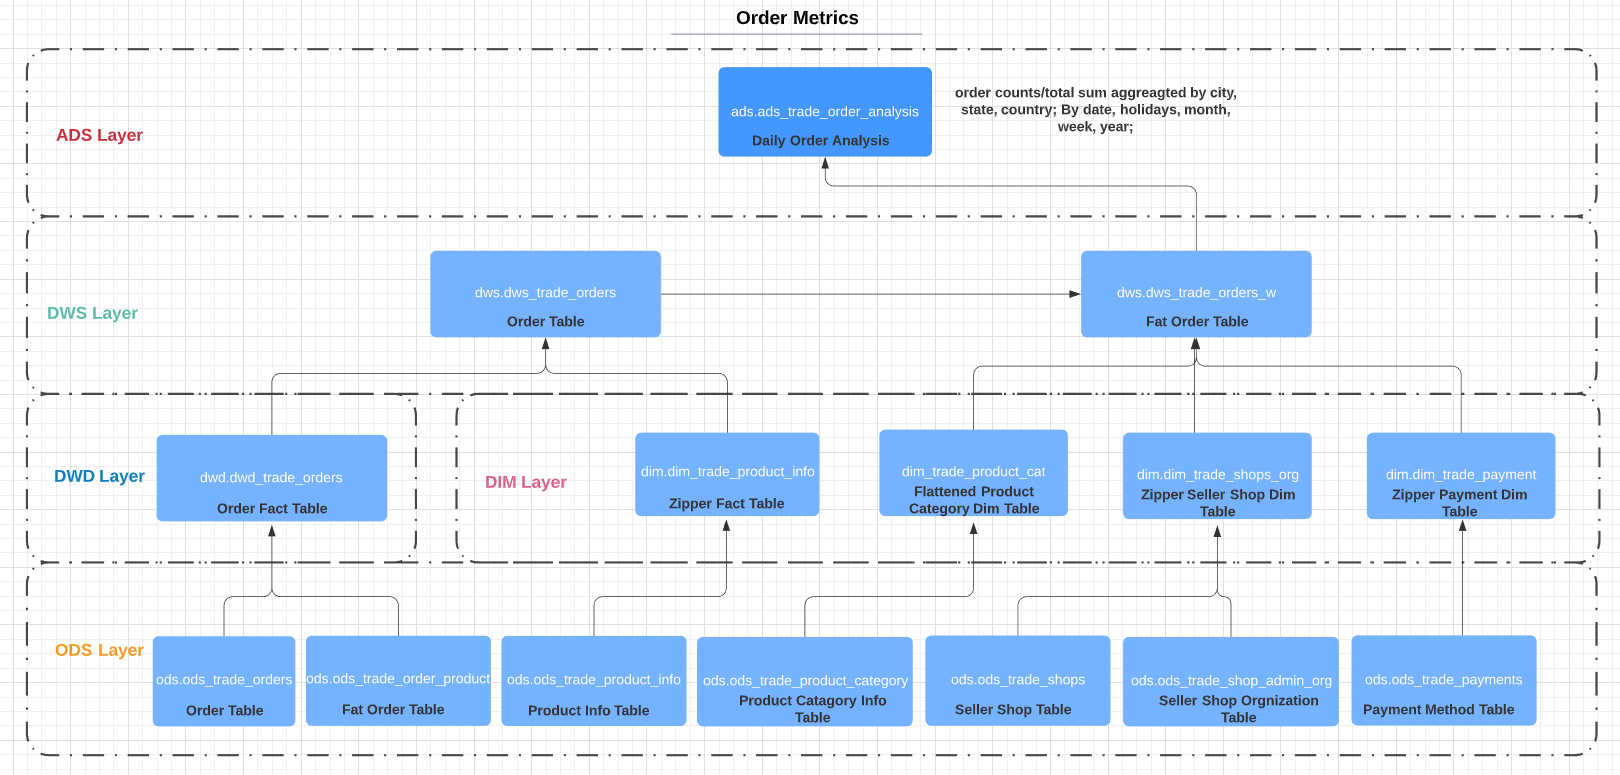 Order Metrics
ads.ads_trade_order_analysis
Daily Order Analysis
order counts/total sum aggreagted by city,
state, country; By date, holidays, month,
week, year;
ADS Layer
dws.dws_trade_orders
Order Table
dws.dws_trade_orders_w
Fat Order Table
DWS Layer
DWD Layer
dwd.dwd_trade_orders
Order Fact Table
DIM Layer
dim.dim_trade_product_info
Zipper Fact Table
dim_trade_product_cat
Flattened Product
Category Dim Table
dim.dim_trade_shops_org
Zipper Seller Shop Dim
Table
dim.dim_trade_payment
Zipper Payment Dim
Table
ODS Layer
ods.ods_trade_orders
Order Table
ods.ods_trade_order_product
Fat Order Table
ods.ods_trade_product_info
Product Info Table
ods.ods_trade_product_category
Product Catagory Info
Table
ods.ods_trade_shops
Seller Shop Table
ods.ods_trade_shop_admin_org
Seller Shop Orgnization
Table
ods.ods_trade_payments
Payment Method Table